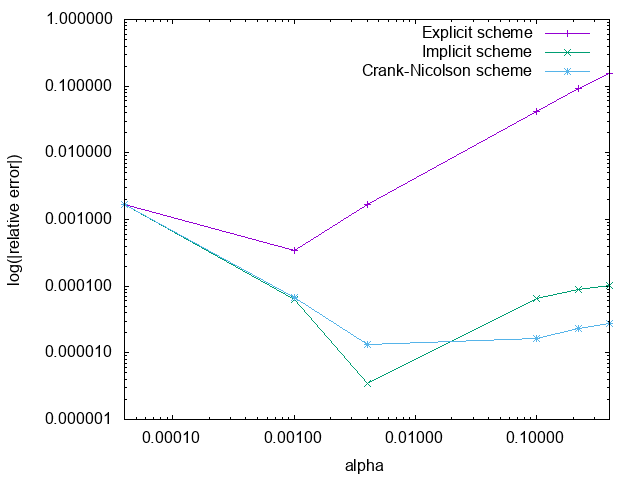 1.000000
Explicit scheme
Implicit scheme
Crank-Nicolson scheme
0.100000
0.010000
0.001000
0.000100
0.000010
0.000001
log(|relative error|)
0.00010 0.00100 0.01000 0.10000
alpha